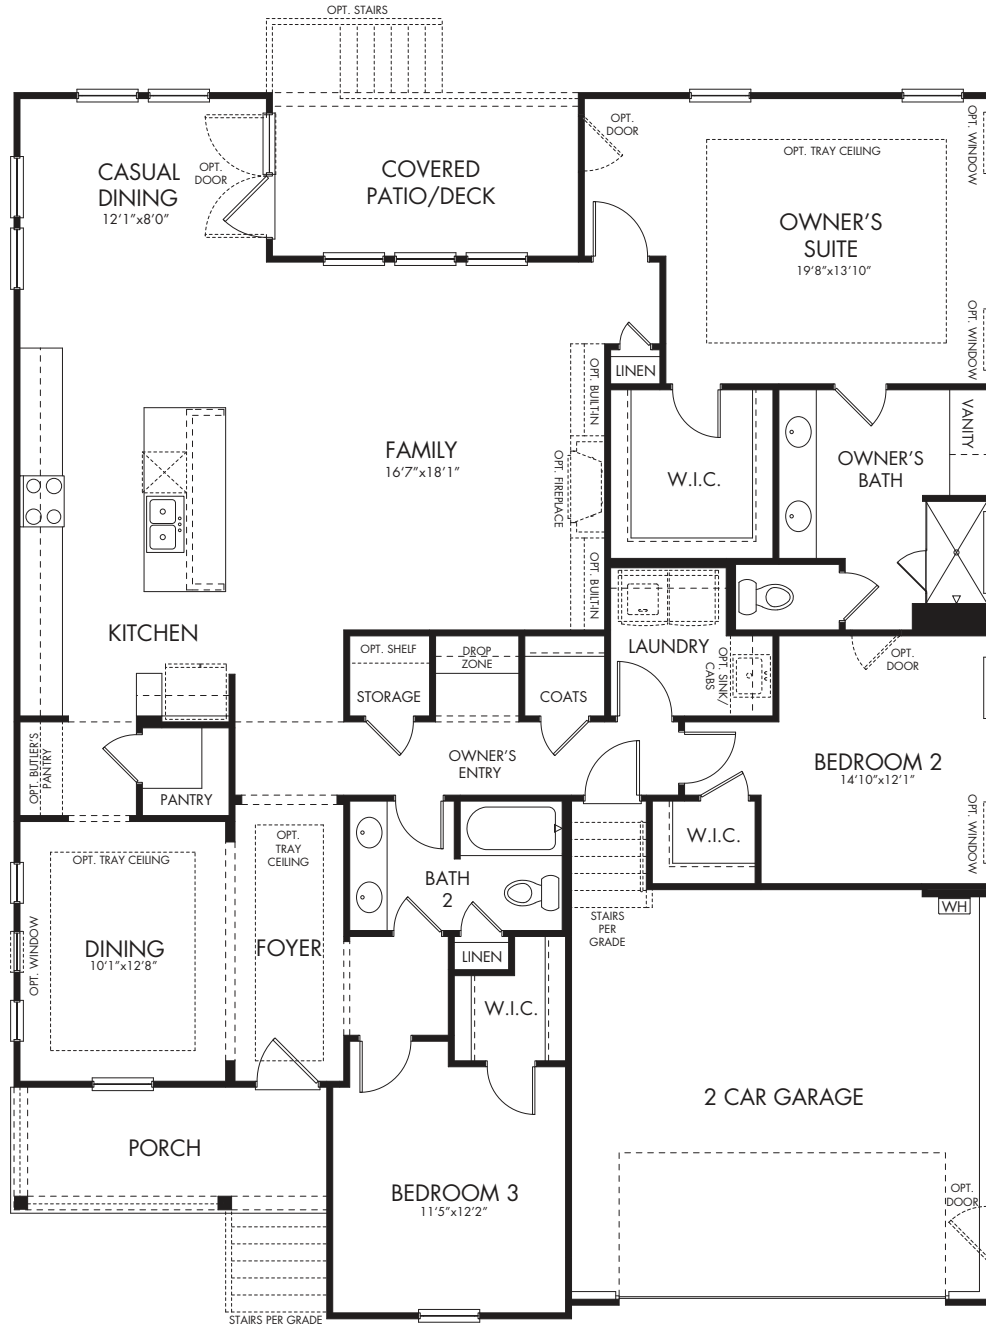 OPT. STAIRS
CASUAL
DINING
12'1"x8'0"
OPT.
DOOR
COVERED
PATIO/DECK
OPT.
DOOR
OPT. TRAY CEILING
OPT. WINDOW
OWNER'S
SUITE
19'8"x13'10"
OPT. WINDOW
LINEN
OPT. BUILT-IN
FAMILY
16'7"x18'1"
OPT. FIREPLACE
W.I.C.
OWNER'S
BATH
VANITY
OPT. BUILT-IN
KITCHEN
OPT. SHELF
STORAGE
DROP
ZONE
COATS
LAUNDRY
OPT. SINK/
CABS
OPT.
DOOR
OWNER'S
ENTRY
BEDROOM 2
14'10"x12'1"
OPT. BUTLER'S
PANTRY
PANTRY
W.I.C.
OPT. WINDOW
OPT. TRAY CEILING
OPT.
TRAY
CEILING
BATH
2
STAIRS
PER
GRADE
WH
OPT. WINDOW
DINING
10'1"x12'8"
FOYER
LINEN
W.I.C.
2 CAR GARAGE
PORCH
BEDROOM 3
11'5"x12'2"
OPT.
DOOR
STAIRS PER GRADE